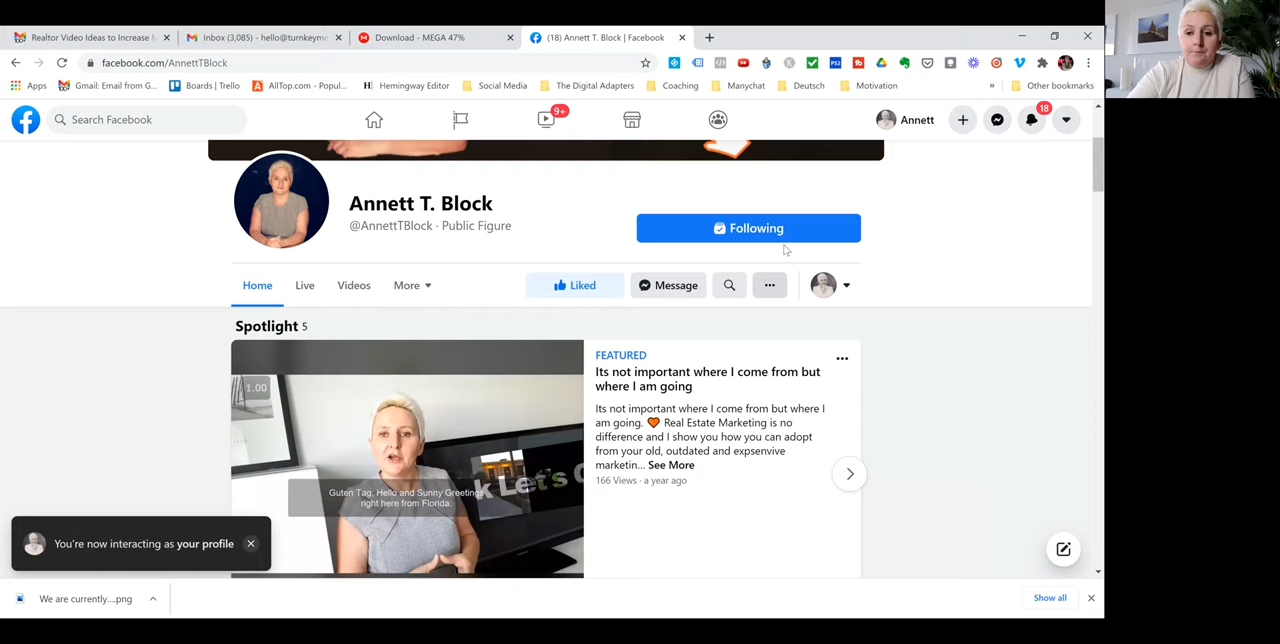 Realtor Video Ideas to Increase
Inbox (3,085) - hello@turnkeyme
Download - MEGA 47%
(18) Annett T. Block | Facebook
facebook.com/AnnettTBlock
Apps
Gmail: Email from G...
Boards | Trello
AllTop.com - Popul...
Hemingway Editor
Social Media
The Digital Adapters
Coaching
Manychat
Deutsch
Motivation
»
Other bookmarks
Search Facebook
9+
Annett
18
Annett T. Block
@AnnettTBlock · Public Figure
Following
Home
Live
Videos
More
Liked
Message
Spotlight 5
1.00
Guten Tag, Hello and Sunny Greetings
right here from Florida.
FEATURED
Its not important where I come from but
where I am going
Its not important where I come from but where I
am going. 🧡 Real Estate Marketing is no
difference and I show you how you can adopt
from your old, outdated and expsenvive
marketin... See More
166 Views · a year ago
You're now interacting as your profile
We are currently....png
Show all